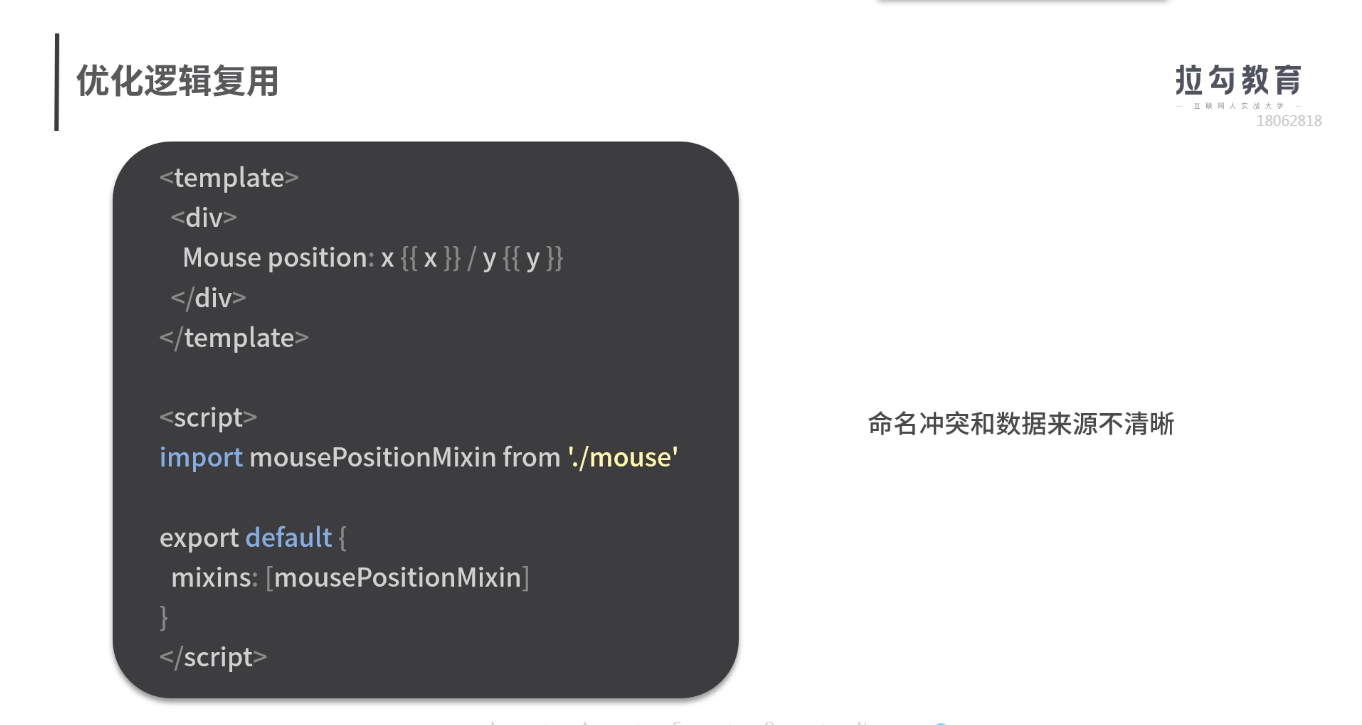 优化逻辑复用
拉勾教育
互联网人实战大学
18062818
<template>
<div>
Mouse position: x {{ x }} / y {{ y }}
</div>
</template>
<script>
import mousePositionMixin from './mouse'
export default {
mixins: [mousePositionMixin]
}
</script>
命名冲突和数据来源不清晰